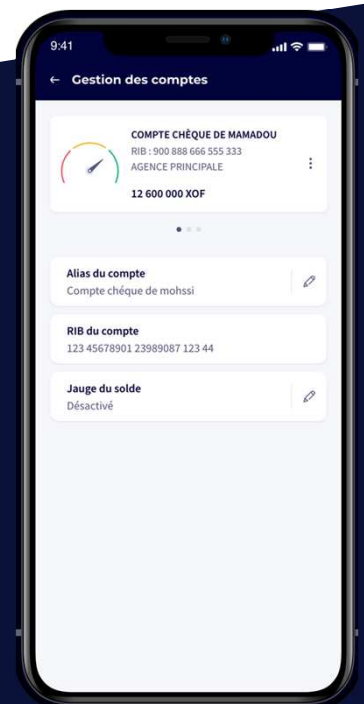 9:41
← Gestion des comptes
COMPTE CHÈQUE DE MAMADOU
RIB : 900 888 666 555 333
AGENCE PRINCIPALE
12 600 000 XOF
Alias du compte
Compte chéque de mohssi
RIB du compte
123 45678901 23989087 123 44
Jauge du solde
Désactivé